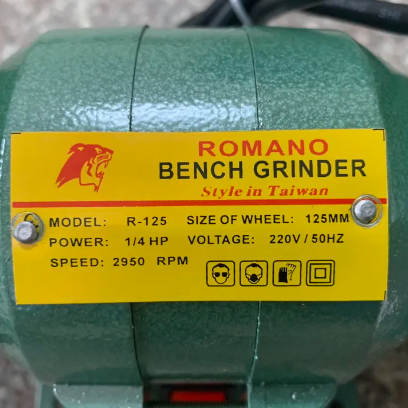 ROMANO
BENCH GRINDER
Style in Taiwan
MODEL: R-125 SIZE OF WHEEL: 125MM
POWER: 1/4 HP VOLTAGE: 220V / 50HZ
SPEED: 2950 RPM